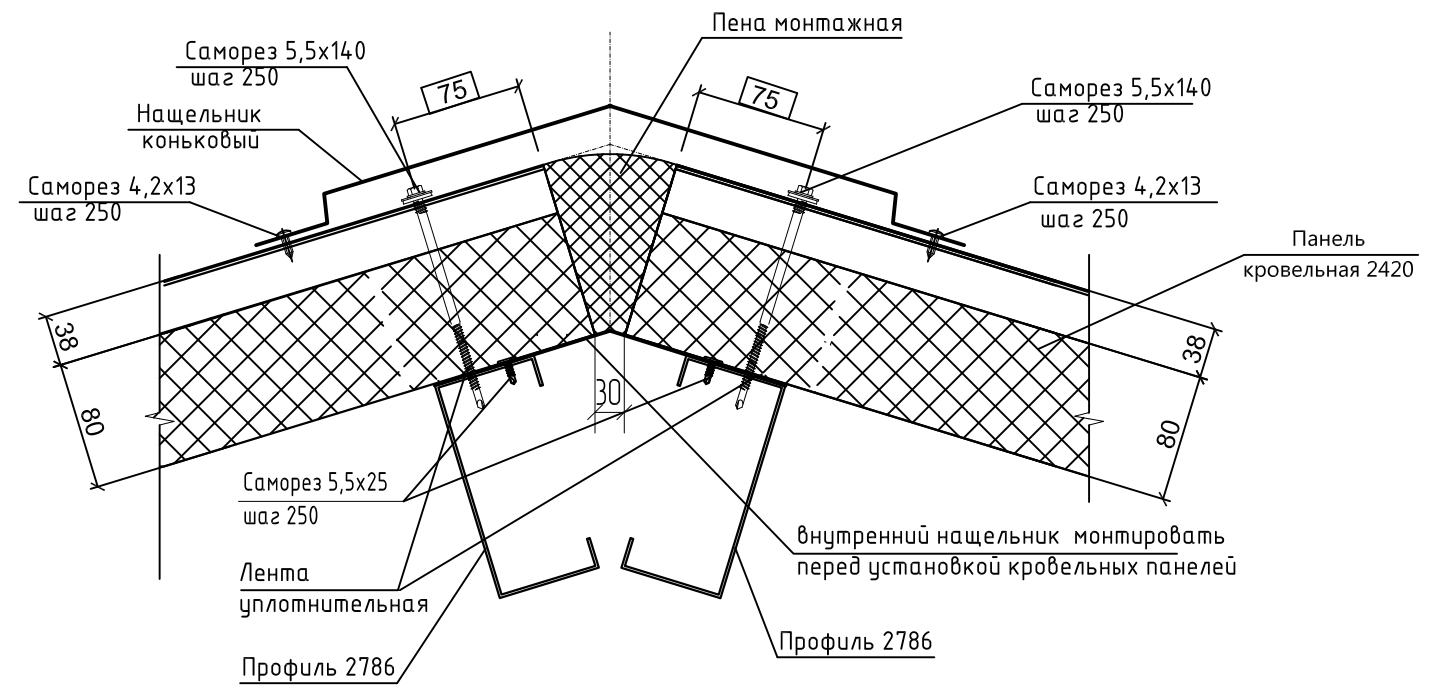 Пена монтажная
Саморез 5,5х140
шаг 250
75
75
Саморез 5,5х140
шаг 250
Нащельник
коньковый
Саморез 4,2х13
шаг 250
Саморез 4,2х13
шаг 250
Панель
кровельная 2420
38
80
38
80
30
Саморез 5,5х25
шаг 250
внутренний нащельник монтировать
перед установкой кровельных панелей
Лента
уплотнительная
Профиль 2786
Профиль 2786